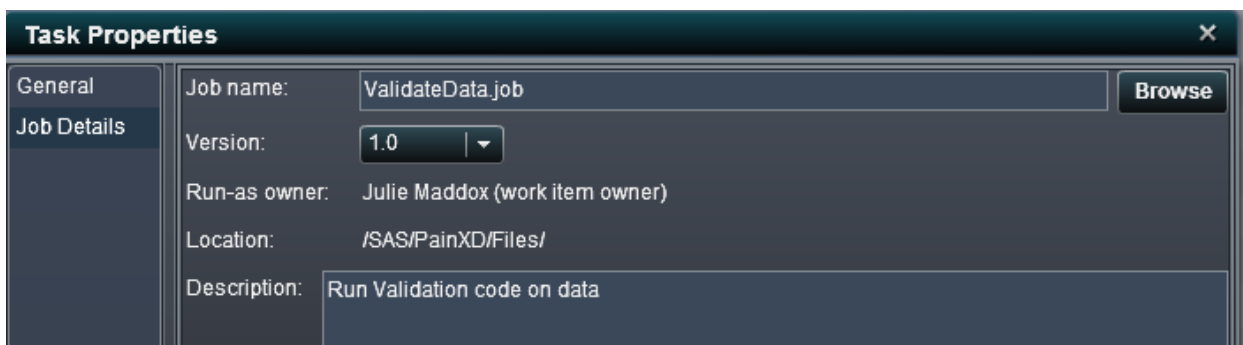 Task Properties
General
Job Details
Job name: ValidateData.job Browse
Version: 1.0
Run-as owner: Julie Maddox (work item owner)
Location: /SAS/PainXD/Files/
Description: Run Validation code on data